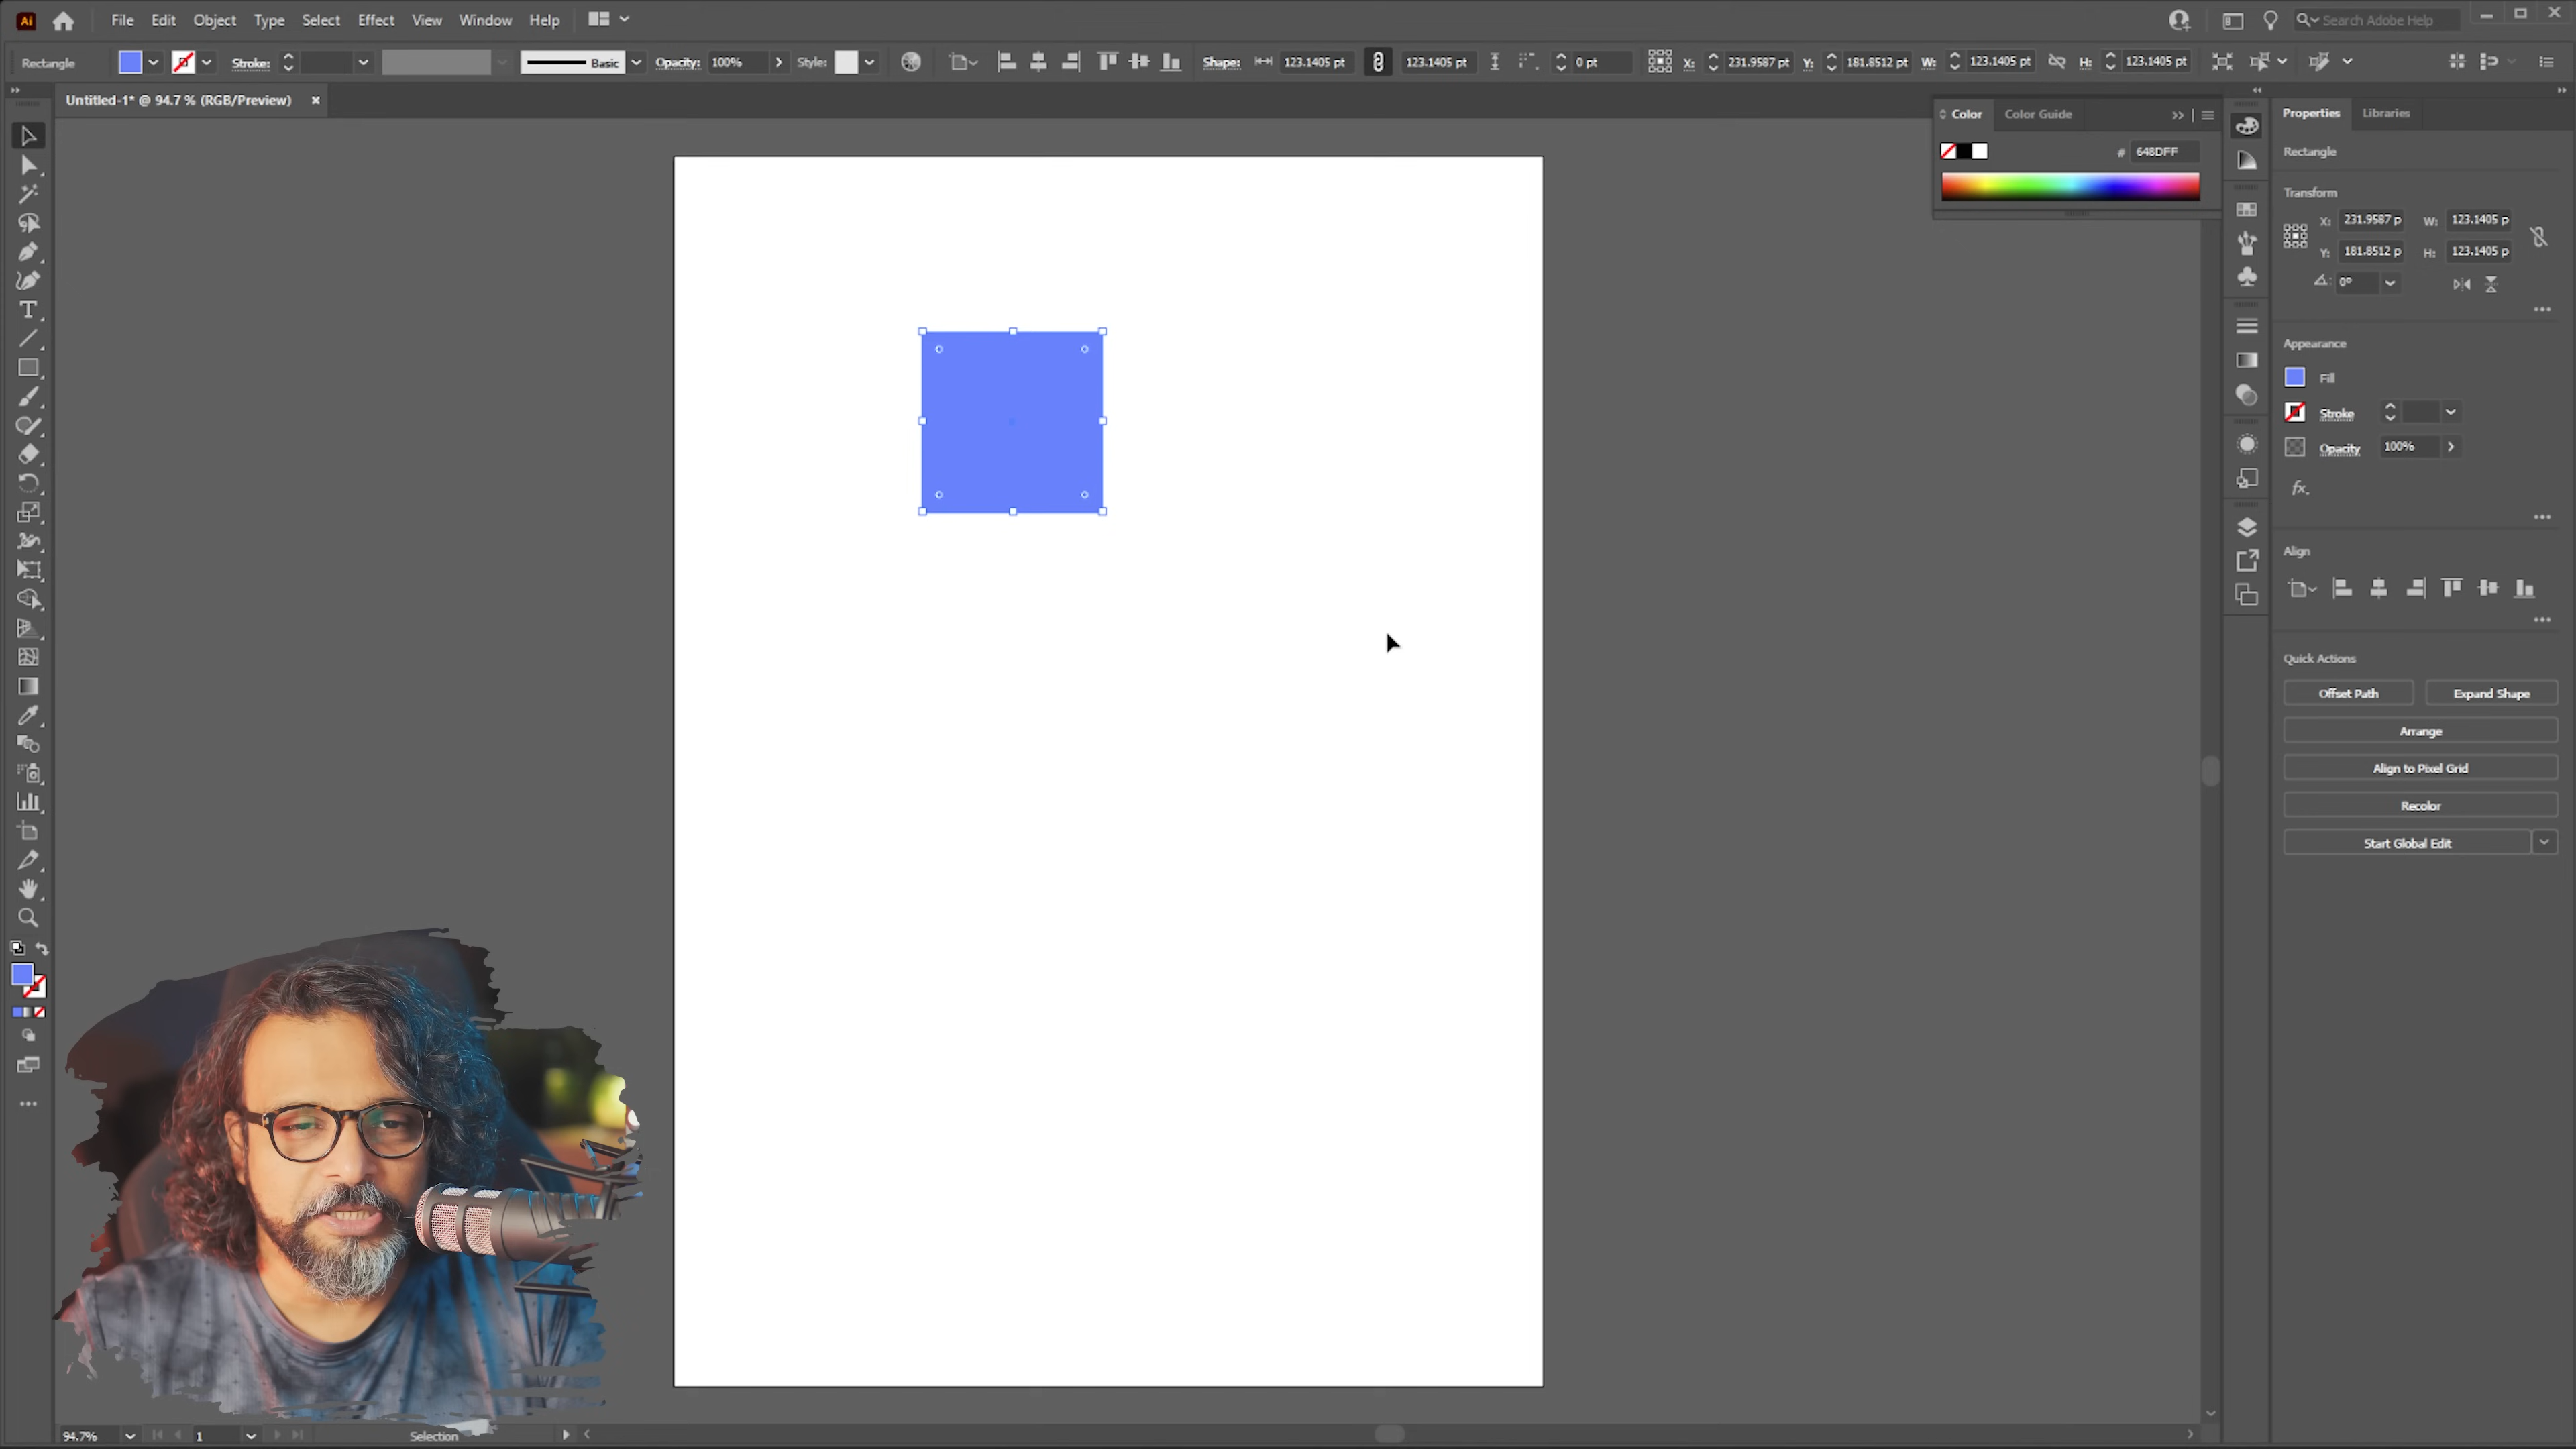 Ai File Edit Object Type Select Effect View Window Help Search Adobe Help
Rectangle Stroke: Basic Opacity: 100% Style: Shape: 123.1405 pt 123.1405 pt 0 pt X: 231.9587 pt Y: 181.8512 pt W: 123.1405 pt H: 123.1405 pt
Untitled-1* @ 94.7 % (RGB/Preview) ×
Color Color Guide
# 648DFF
Properties Libraries
Rectangle
Transform
X: 231.9587 p W: 123.1405 p
Y: 181.8512 p H: 123.1405 p
0°
Appearance
Fill
Stroke
Opacity 100%
fx.
Align
Quick Actions
Offset Path Expand Shape
Arrange
Align to Pixel Grid
Recolor
Start Global Edit
94.7% 1 Selection